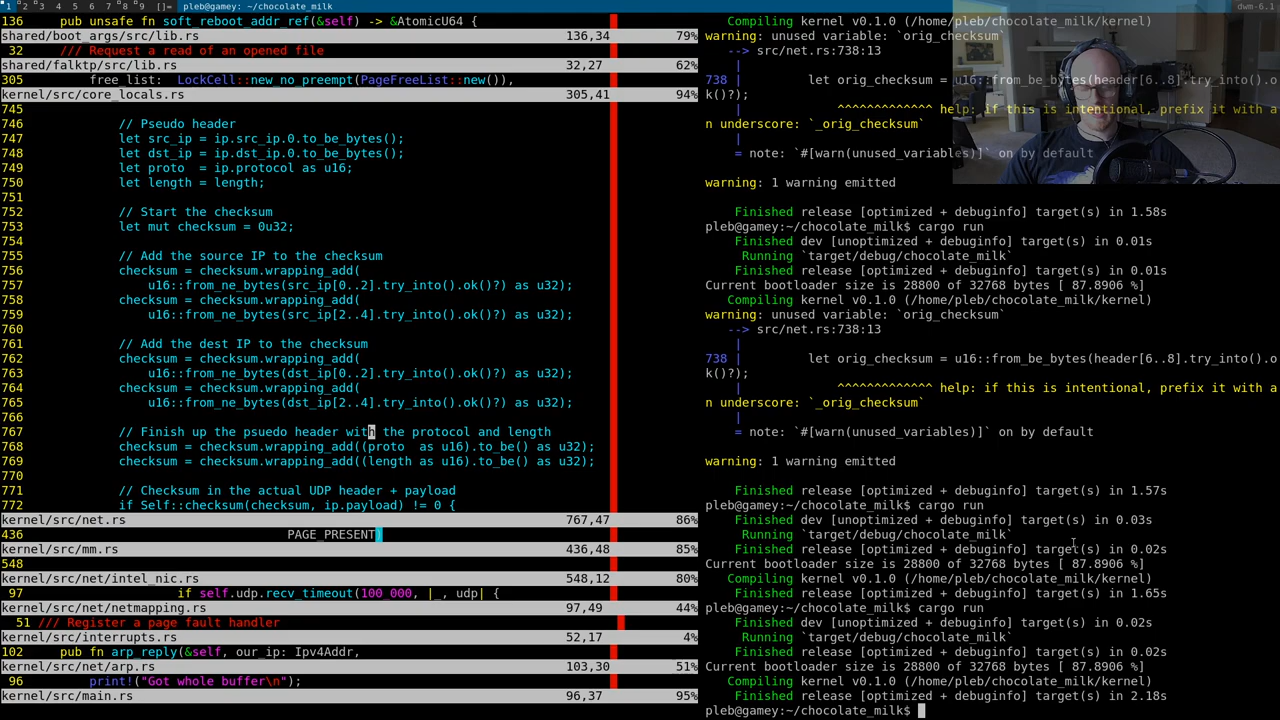 1 2 3 4 5 6 7 8 9 []= pleb@gamey:~/chocolate_milk dwm-6.1
136     pub unsafe fn soft_reboot_addr_ref(&self) -> &AtomicU64 {
shared/boot_args/src/lib.rs 136,34 79%
32     /// Request a read of an opened file
shared/falktp/src/lib.rs 32,27 62%
305         free_list:  LockCell::new_no_preempt(PageFreeList::new()),
kernel/src/core_locals.rs 305,41 94%
745
746             // Pseudo header
747             let src_ip = ip.src_ip.0.to_be_bytes();
748             let dst_ip = ip.dst_ip.0.to_be_bytes();
749             let proto  = ip.protocol as u16;
750             let length = length;
751
752             // Start the checksum
753             let mut checksum = 0u32;
754
755             // Add the source IP to the checksum
756             checksum = checksum.wrapping_add(
757                 u16::from_ne_bytes(src_ip[0..2].try_into().ok()?) as u32);
758             checksum = checksum.wrapping_add(
759                 u16::from_ne_bytes(src_ip[2..4].try_into().ok()?) as u32);
760
761             // Add the dest IP to the checksum
762             checksum = checksum.wrapping_add(
763                 u16::from_ne_bytes(dst_ip[0..2].try_into().ok()?) as u32);
764             checksum = checksum.wrapping_add(
765                 u16::from_ne_bytes(dst_ip[2..4].try_into().ok()?) as u32);
766
767             // Finish up the psuedo header with the protocol and length
768             checksum = checksum.wrapping_add((proto  as u16).to_be() as u32);
769             checksum = checksum.wrapping_add((length as u16).to_be() as u32);
770
771             // Checksum in the actual UDP header + payload
772             if Self::checksum(checksum, ip.payload) != 0 {
kernel/src/net.rs 767,47 86%
436                                    PAGE_PRESENT)
kernel/src/mm.rs 436,48 85%
548
kernel/src/net/intel_nic.rs 548,12 80%
97                     if self.udp.recv_timeout(100_000, |_, udp| {
kernel/src/net/netmapping.rs 97,49 44%
51 /// Register a page fault handler
kernel/src/interrupts.rs 52,17 4%
102     pub fn arp_reply(&self, our_ip: Ipv4Addr,
kernel/src/net/arp.rs 103,30 51%
96         print!("Got whole buffer\n");
kernel/src/main.rs 96,37 95%
Compiling kernel v0.1.0 (/home/pleb/chocolate_milk/kernel)
warning: unused variable: `orig_checksum`
--> src/net.rs:738:13
|
738 |         let orig_checksum = u16::from_be_bytes(header[6..8].try_into().o
k()?);
|             ^^^^^^^^^^^^^ help: if this is intentional, prefix it with a
n underscore: `_orig_checksum`
|
= note: `#[warn(unused_variables)]` on by default
warning: 1 warning emitted
Finished release [optimized + debuginfo] target(s) in 1.58s
pleb@gamey:~/chocolate_milk$ cargo run
Finished dev [unoptimized + debuginfo] target(s) in 0.01s
Running `target/debug/chocolate_milk`
Finished release [optimized + debuginfo] target(s) in 0.01s
Current bootloader size is 28800 of 32768 bytes [ 87.8906 %]
Compiling kernel v0.1.0 (/home/pleb/chocolate_milk/kernel)
warning: unused variable: `orig_checksum`
--> src/net.rs:738:13
|
738 |         let orig_checksum = u16::from_be_bytes(header[6..8].try_into().o
k()?);
|             ^^^^^^^^^^^^^ help: if this is intentional, prefix it with a
n underscore: `_orig_checksum`
|
= note: `#[warn(unused_variables)]` on by default
warning: 1 warning emitted
Finished release [optimized + debuginfo] target(s) in 1.57s
pleb@gamey:~/chocolate_milk$ cargo run
Finished dev [unoptimized + debuginfo] target(s) in 0.03s
Running `target/debug/chocolate_milk`
Finished release [optimized + debuginfo] target(s) in 0.02s
Current bootloader size is 28800 of 32768 bytes [ 87.8906 %]
Compiling kernel v0.1.0 (/home/pleb/chocolate_milk/kernel)
Finished release [optimized + debuginfo] target(s) in 1.65s
pleb@gamey:~/chocolate_milk$ cargo run
Finished dev [unoptimized + debuginfo] target(s) in 0.02s
Running `target/debug/chocolate_milk`
Finished release [optimized + debuginfo] target(s) in 0.02s
Current bootloader size is 28800 of 32768 bytes [ 87.8906 %]
Compiling kernel v0.1.0 (/home/pleb/chocolate_milk/kernel)
Finished release [optimized + debuginfo] target(s) in 2.18s
pleb@gamey:~/chocolate_milk$